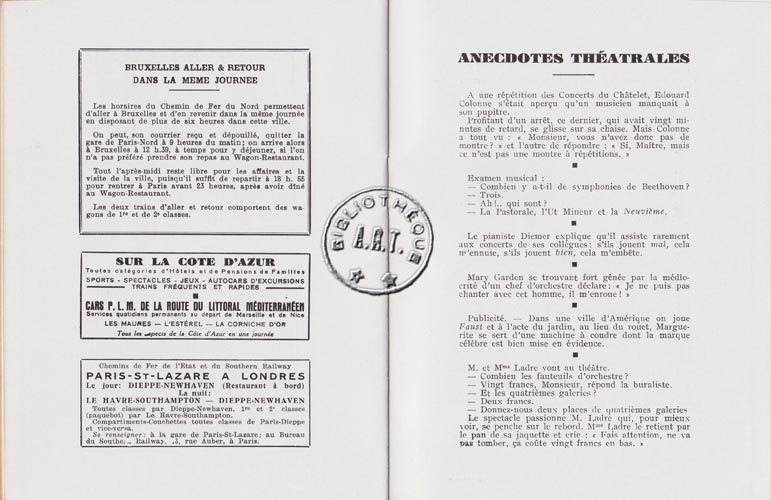 BRUXELLES ALLER & RETOUR
DANS LA MEME JOURNEE
Les horaires du Chemin de Fer du Nord permettent
d'aller à Bruxelles et d'en revenir dans la même journée
en disposant de plus de six heures dans cette ville.
On peut, son courrier reçu et dépouillé, quitter la
gare de Paris-Nord à 9 heures du matin; on arrive alors
à Bruxelles à 12 h.39, à temps pour y déjeuner, si l'on
n'a pas préféré prendre son repas au Wagon-Restaurant.
Tout l'après-midi reste libre pour les affaires et la
visite de la ville, puisqu'il suffit de repartir à 18 h. 55
pour rentrer à Paris avant 23 heures, après avoir dîné
au Wagon-Restaurant.
Les deux trains d'aller et retour comportent des wa-
gons de 1re et de 2e classes.
SUR LA COTE D'AZUR
Toutes catégories d'Hôtels et de Pensions de Familles
SPORTS - SPECTACLES - JEUX - AUTOCARS D'EXCURSIONS
TRAINS FRÉQUENTS ET RAPIDES
CARS P. L. M. DE LA ROUTE DU LITTORAL MÉDITERRANÉEN
Services quotidiens permanents au départ de Marseille et de Nice
LES MAURES — L'ESTÉREL — LA CORNICHE D'OR
Tous les aspects de la Côte d'Azur en une journée
Chemins de Fer de l'Etat et du Southern Railway
PARIS-ST-LAZARE A LONDRES
Le jour: DIEPPE-NEWHAVEN (Restaurant à bord)
La nuit:
LE HAVRE-SOUTHAMPTON — DIEPPE-NEWHAVEN
Toutes classes par Dieppe-Newhaven. 1re et 2e classes
(paquebot) par Le Havre-Southampton.
Compartiments-Couchettes toutes classes de Paris-Dieppe
et vice-versa.
Se renseigner: à la gare de Paris-St-Lazare; au Bureau
du Railway, rue Auber, à Paris.
BIBLIOTHÈQUE
A.R.T.
ANECDOTES THÉATRALES
A une répétition des Concerts du Châtelet, Edouard
Colonne s'était aperçu qu'un musicien manquait à
son pupitre.
Profitant d'un arrêt, ce dernier, qui avait vingt mi-
nutes de retard, se glisse sur sa chaise. Mais Colonne
a tout vu : « Monsieur, vous n'avez donc pas de
montre? » et l'autre de répondre : « Si, Maître, mais
ce n'est pas une montre à répétitions. »
Examen musical :
— Combien y a-t-il de symphonies de Beethoven?
— Trois.
— Ah!.. qui sont?
— La Pastorale, l'Ut Mineur et la Neuvième.
Le pianiste Diemer explique qu'il assiste rarement
aux concerts de ses collègues : s'ils jouent mal, cela
m'ennuie, s'ils jouent bien, cela m'embête.
Mary Garden se trouvant fort gênée par la médio-
crité d'un chef d'orchestre déclare: « Je ne puis pas
chanter avec cet homme, il m'enroue! »
Publicité. — Dans une ville d'Amérique on joue
Faust et à l'acte du jardin, au lieu du rouet, Margue-
rite se sert d'une machine à coudre dont la marque
célèbre est bien mise en évidence.
M. et Mme Ladre vont au théâtre.
— Combien les fauteuils d'orchestre?
— Vingt francs, Monsieur, répond la buraliste.
— Et les quatrièmes galeries?
— Deux francs.
— Donnez-nous deux places de quatrièmes galeries
Le spectacle passionne M. Ladre qui, pour mieux
voir, se penche sur le rebord. Mme Ladre le retient par
le pan de sa jaquette et crie : « Fais attention, ne va
pas tomber, ça coûte vingt francs en bas. »